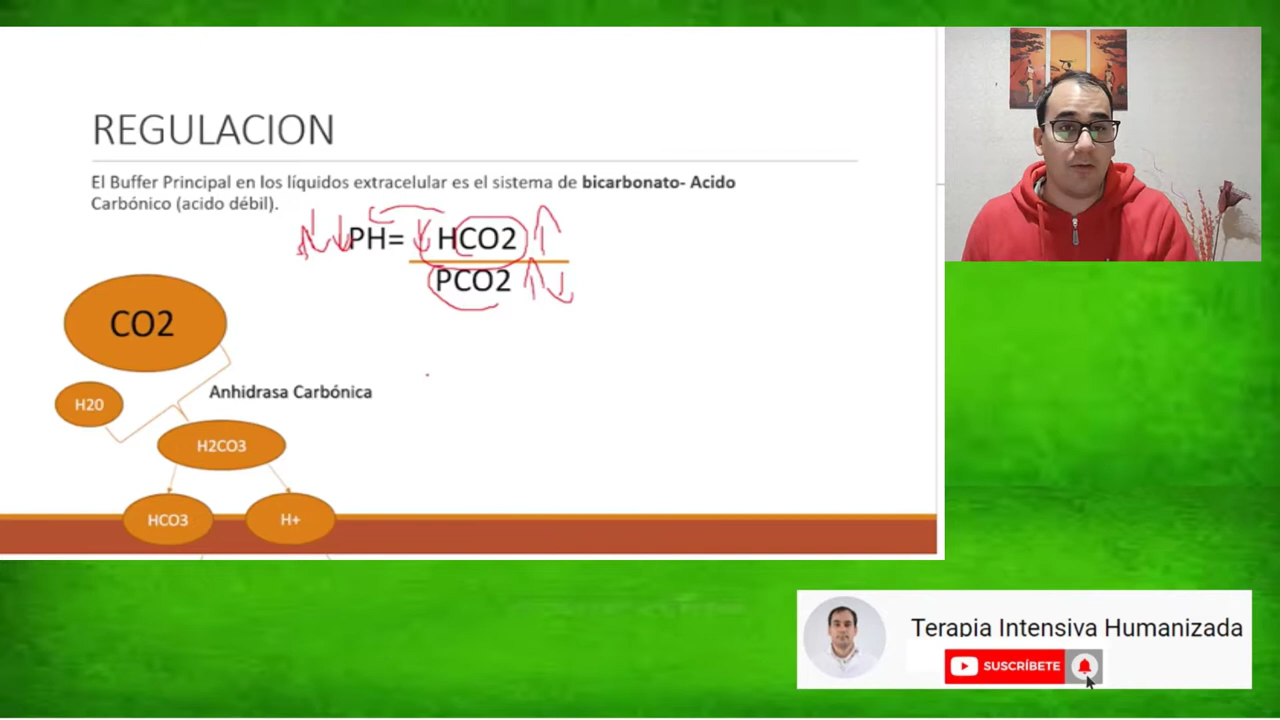 REGULACION
El Buffer Principal en los líquidos extracelular es el sistema de bicarbonato- Acido
Carbónico (acido débil).
PH= HCO2
PCO2
CO2
Anhidrasa Carbónica
H20
H2CO3
HCO3
H+
Terapia Intensiva Humanizada
SUSCRÍBETE